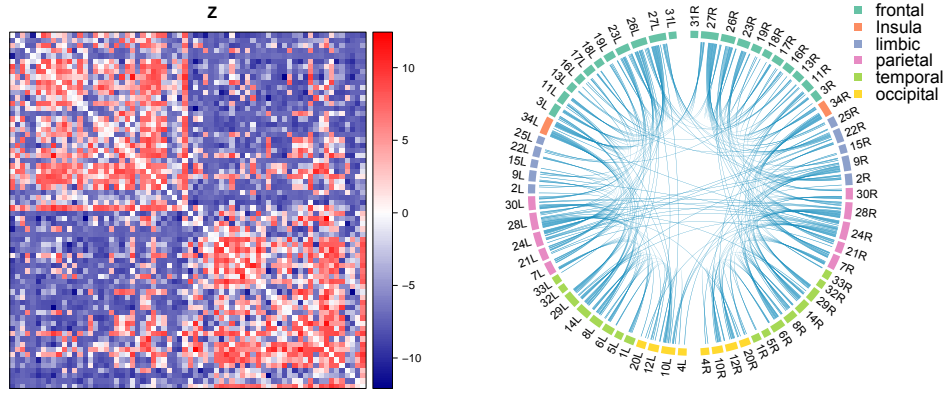 Z
10
5
0
−5
−10
31R
27R
26R
23R
19R
18R
17R
16R
13R
11R
3R
34R
25R
22R
15R
9R
2R
30R
28R
24R
21R
7R
33R
32R
29R
14R
8R
6R
5R
1R
20R
12R
10R
4R
4L
10L
12L
20L
1L
5L
6L
8L
14L
29L
32L
33L
7L
21L
24L
28L
30L
2L
9L
15L
22L
25L
34L
3L
11L
13L
16L
17L
18L
19L
23L
26L
27L
31L
frontal
Insula
limbic
parietal
temporal
occipital